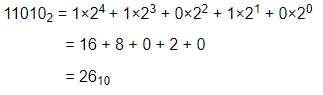 11010₂ = 1×2⁴ + 1×2³ + 0×2² + 1×2¹ + 0×2⁰
= 16 + 8 + 0 + 2 + 0
= 26₁₀